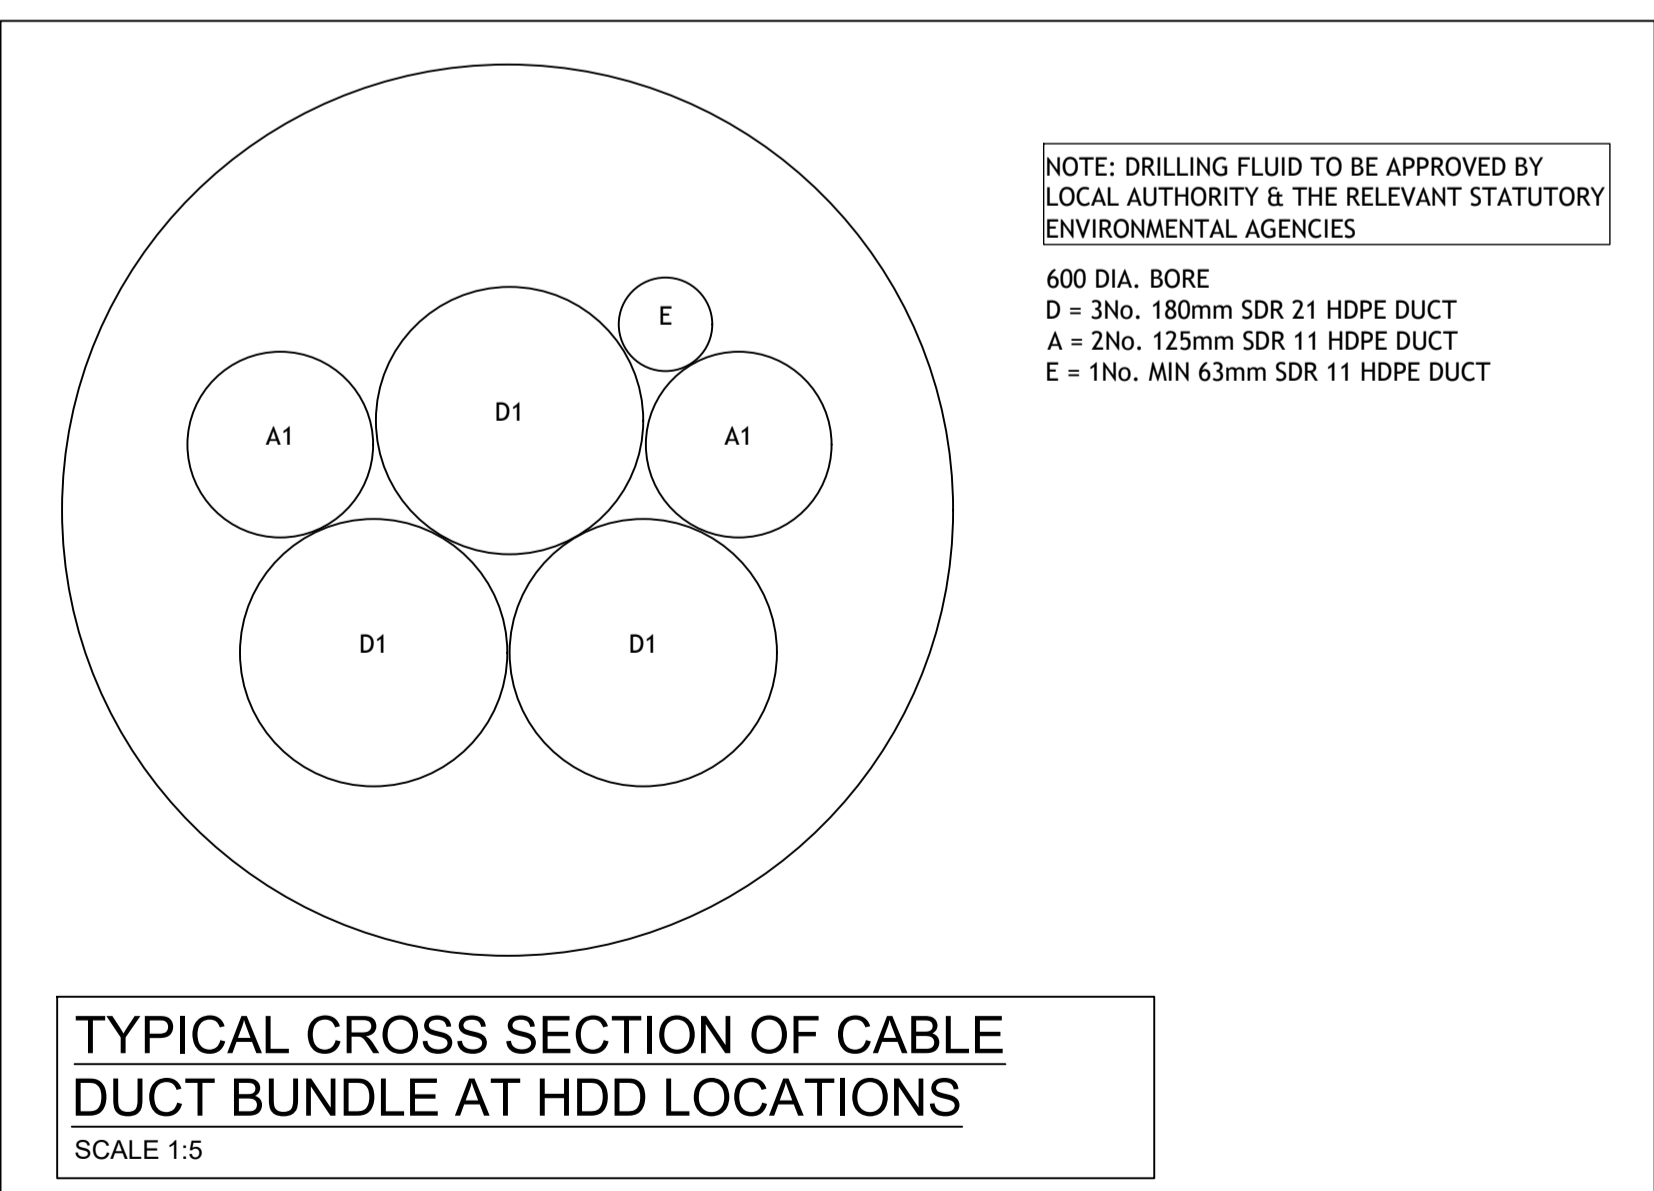 NOTE: DRILLING FLUID TO BE APPROVED BY
LOCAL AUTHORITY & THE RELEVANT STATUTORY
ENVIRONMENTAL AGENCIES
600 DIA. BORE
D = 3No. 180mm SDR 21 HDPE DUCT
A = 2No. 125mm SDR 11 HDPE DUCT
E = 1No. MIN 63mm SDR 11 HDPE DUCT
E
D1
A1
A1
D1
D1
TYPICAL CROSS SECTION OF CABLE
DUCT BUNDLE AT HDD LOCATIONS
SCALE 1:5